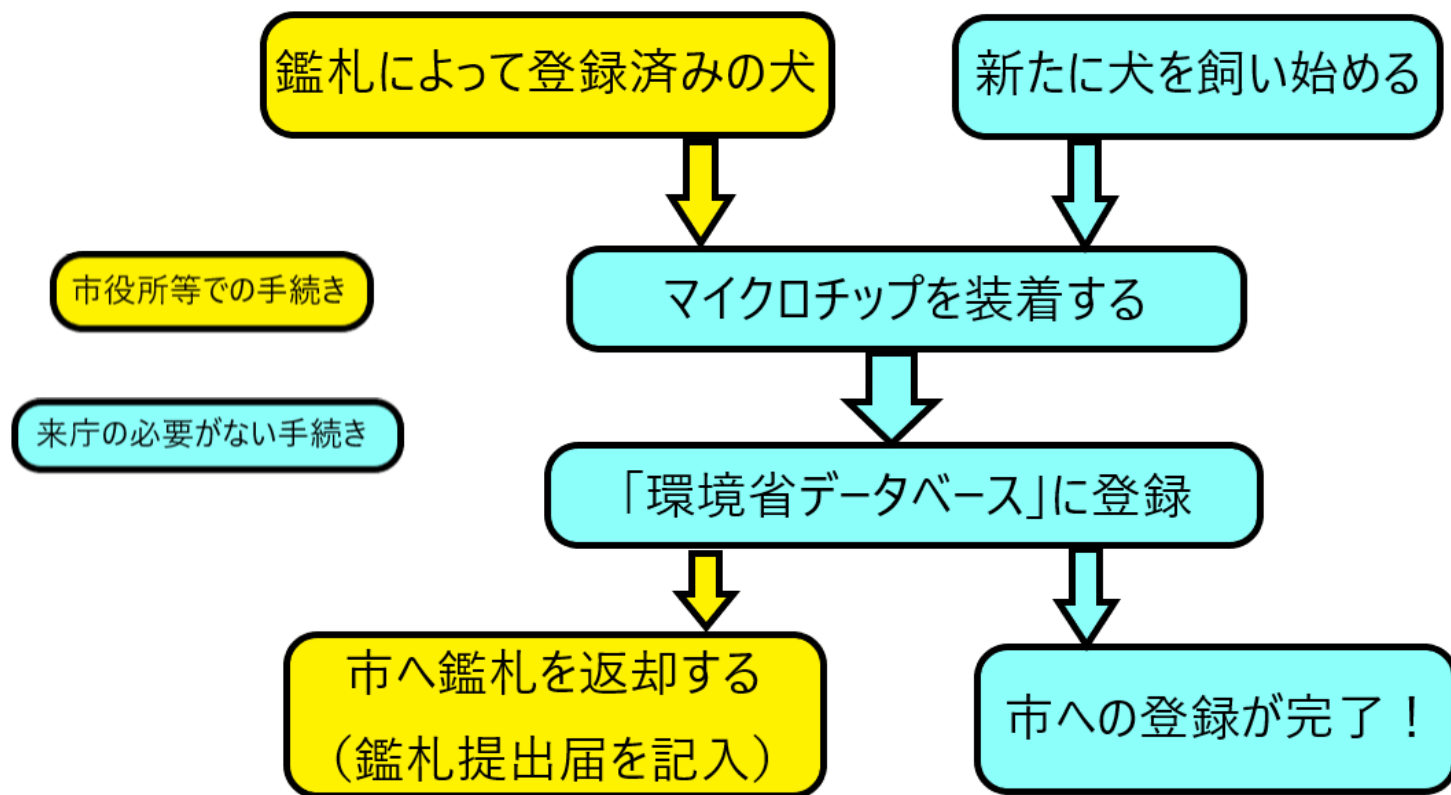 鑑札によって登録済みの犬
新たに犬を飼い始める
市役所等での手続き
マイクロチップを装着する
来庁の必要がない手続き
「環境省データベース」に登録
市へ鑑札を返却する
（鑑札提出届を記入）
市への登録が完了！